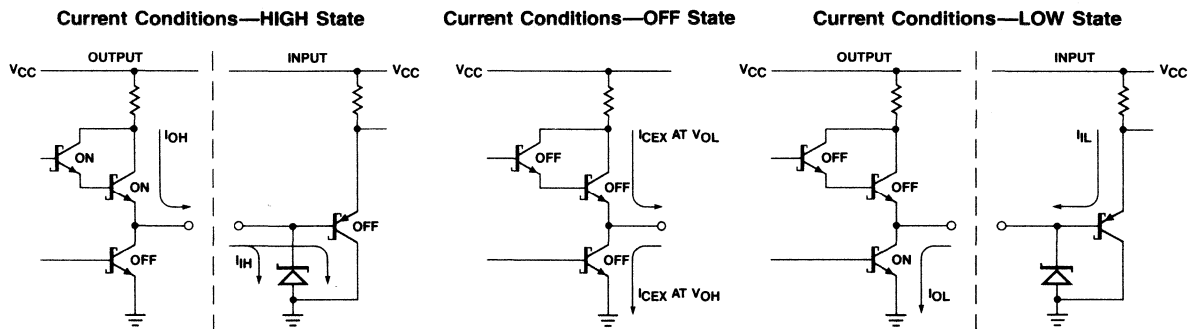 Current Conditions—HIGH State
OUTPUT
INPUT
VCC
VCC
IOH
ON
ON
OFF
OFF
IIH
Current Conditions—OFF State
VCC
ICEX AT VOL
OFF
OFF
OFF
ICEX AT VOH
Current Conditions—LOW State
OUTPUT
INPUT
VCC
VCC
OFF
OFF
ON
IOL
IIL
ON